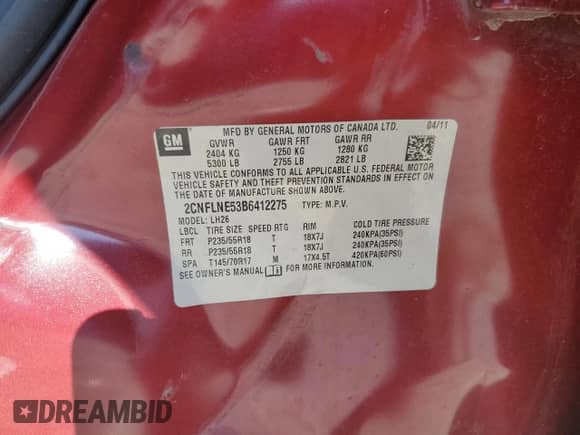 GM
MFD BY GENERAL MOTORS OF CANADA LTD. 04/11
GVWR GAWR FRT GAWR RR
2404 KG 1250 KG 1280 KG
5300 LB 2755 LB 2821 LB
THIS VEHICLE CONFORMS TO ALL APPLICABLE U.S. FEDERAL MOTOR
VEHICLE SAFETY AND THEFT PREVENTION STANDARDS IN EFFECT ON
THE DATE OF MANUFACTURE SHOWN ABOVE.
2CNFLNE53B6412275 TYPE: M.P.V.
MODEL: LH26
LBCL TIRE SIZE SPEED RTG RIM COLD TIRE PRESSURE
FRT P235/55R18 T 18X7J 240KPA(35PSI)
RR P235/55R18 T 18X7J 240KPA(35PSI)
SPA T145/70R17 M 17X4.5T 420KPA(60PSI)
SEE OWNER'S MANUAL FOR MORE INFORMATION.
DREAMBID